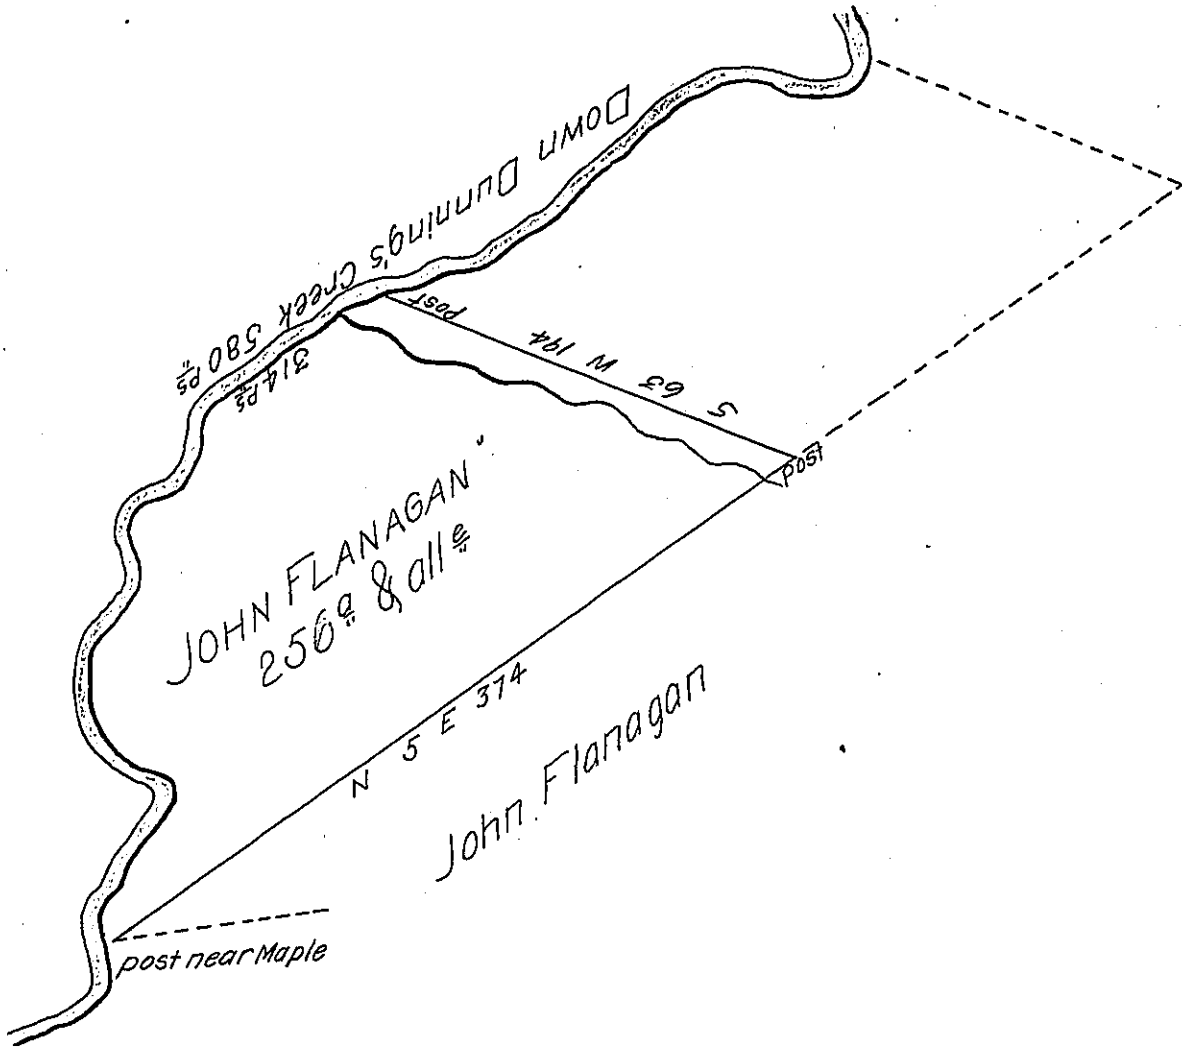 Down Dunning's Creek 580 ps
314 ps
post
S 63 W 194
post
JOHN FLANAGAN
256 a & all e
N 5 E 374
John Flanagan
post near Maple